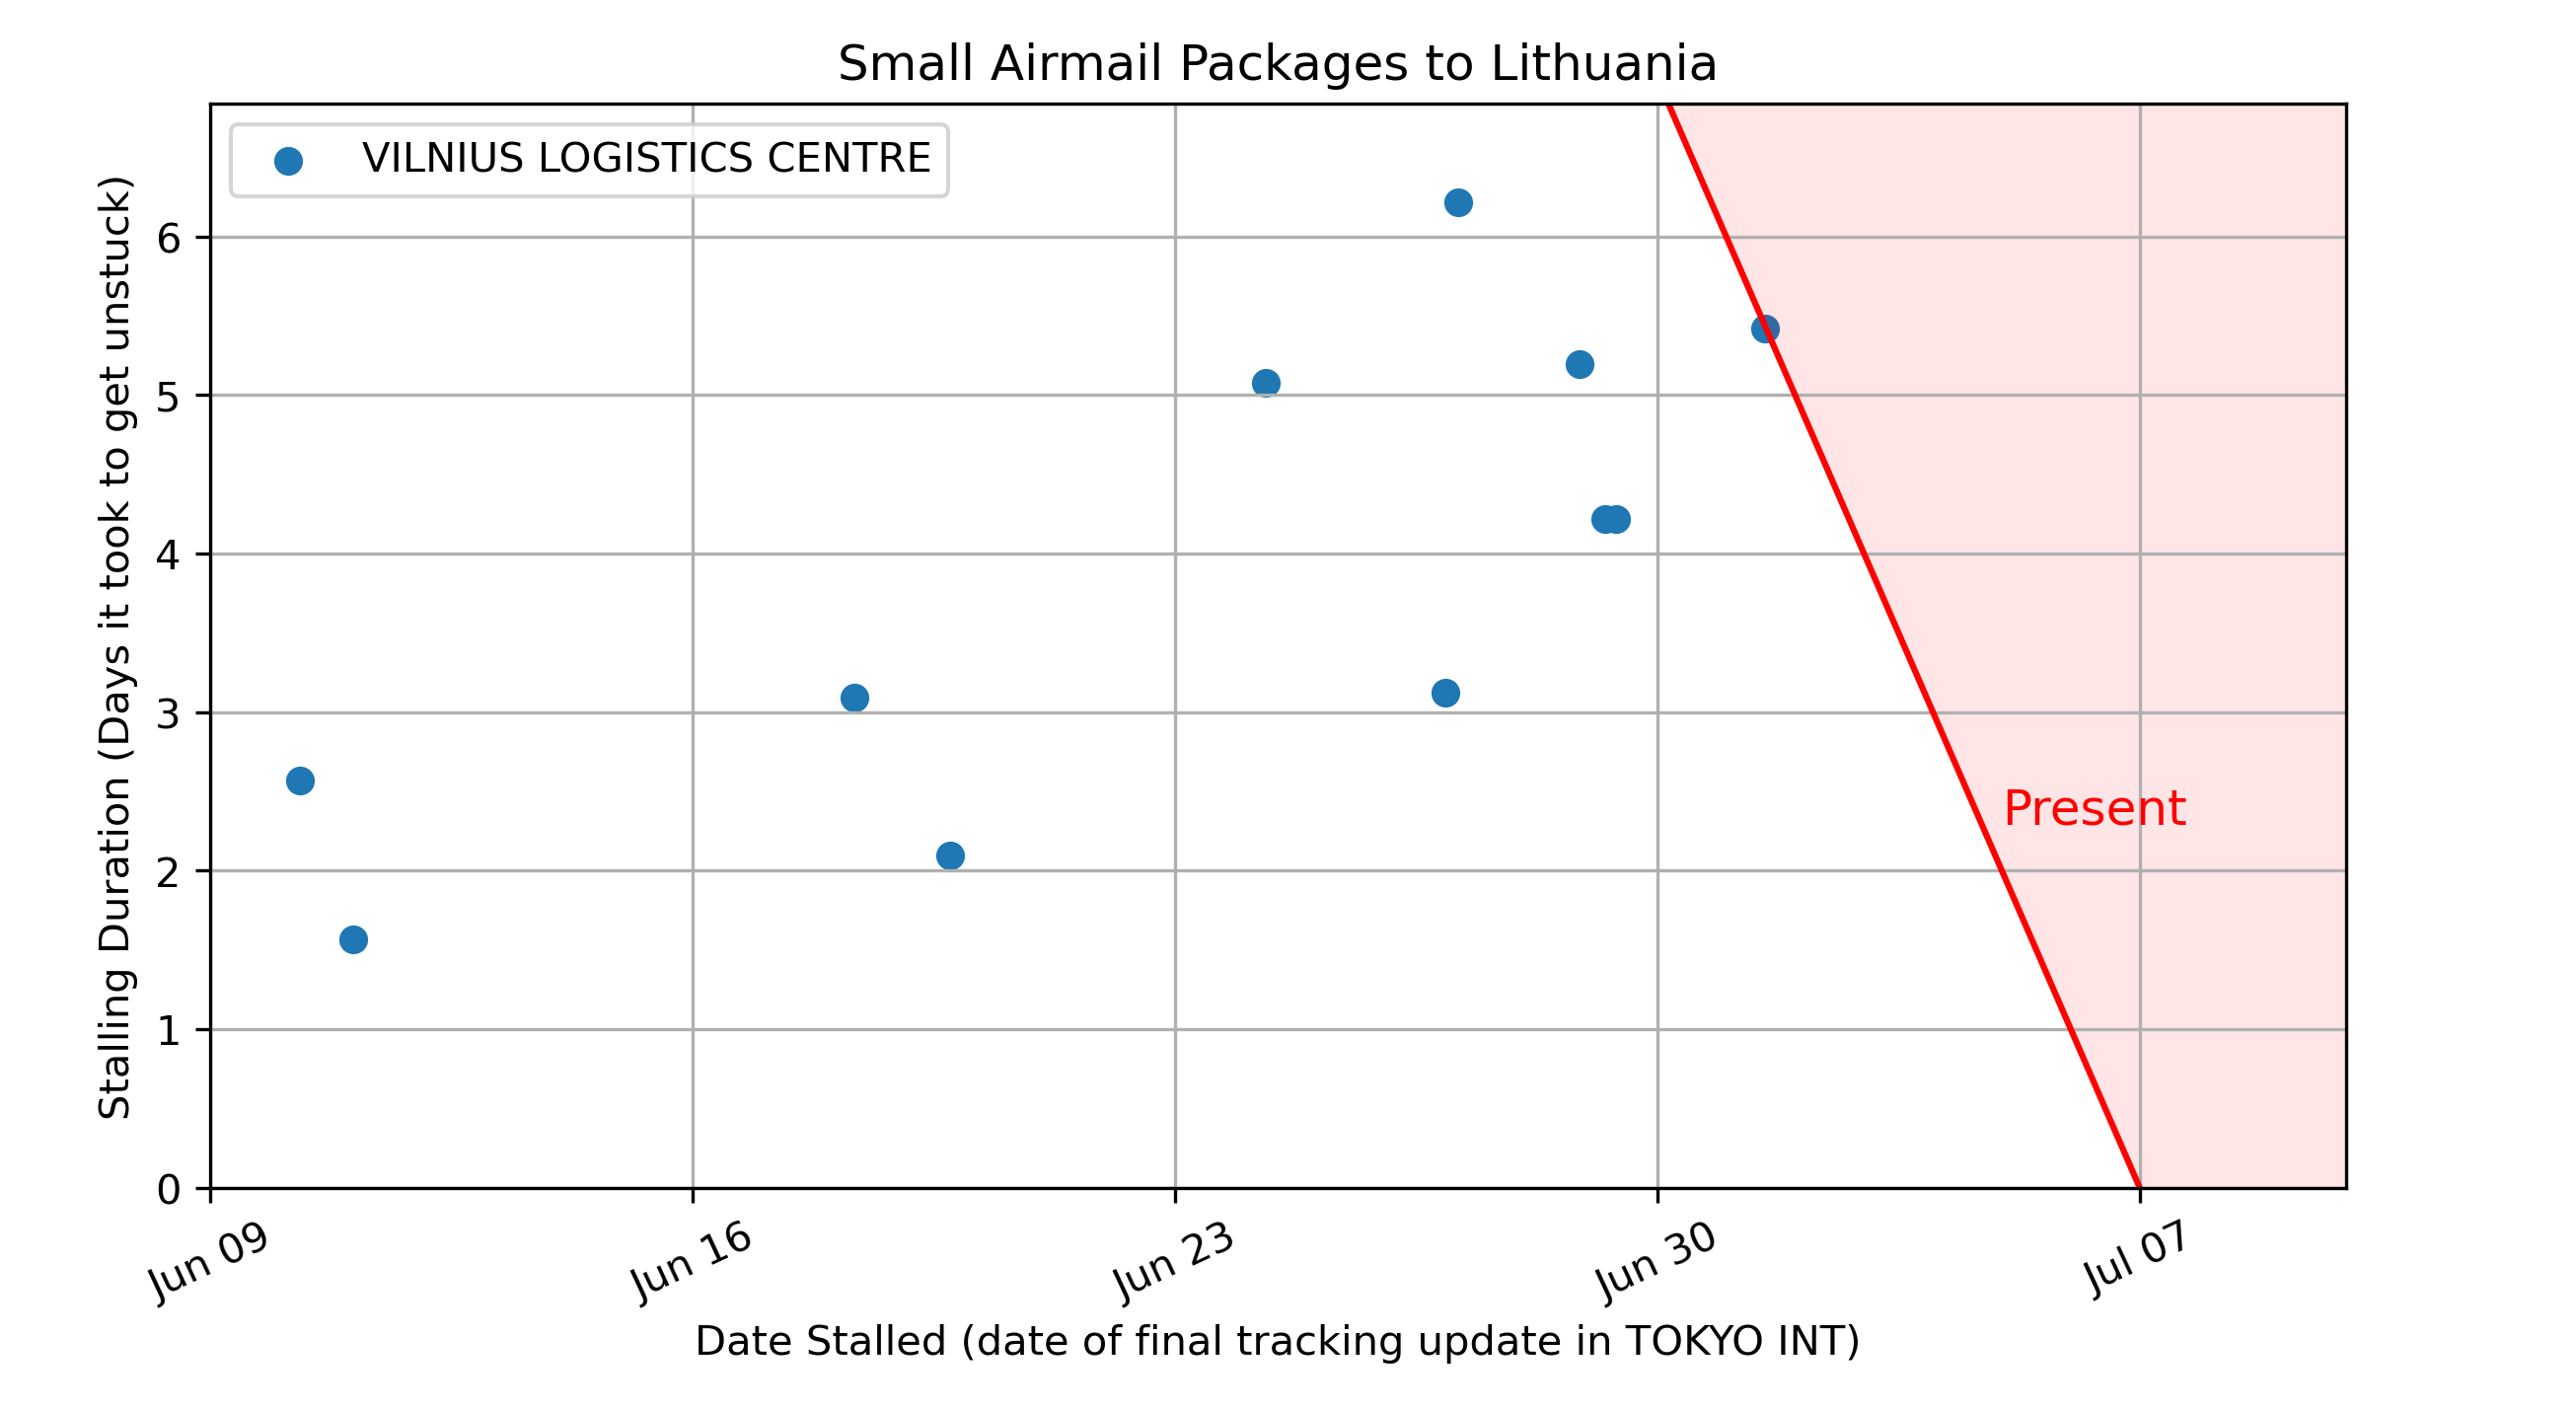 Small Airmail Packages to Lithuania
VILNIUS LOGISTICS CENTRE
Stalling Duration (Days it took to get unstuck)
6
5
4
3
2
1
0
Present
Jun 09
Jun 16
Jun 23
Jun 30
Jul 07
Date Stalled (date of final tracking update in TOKYO INT)